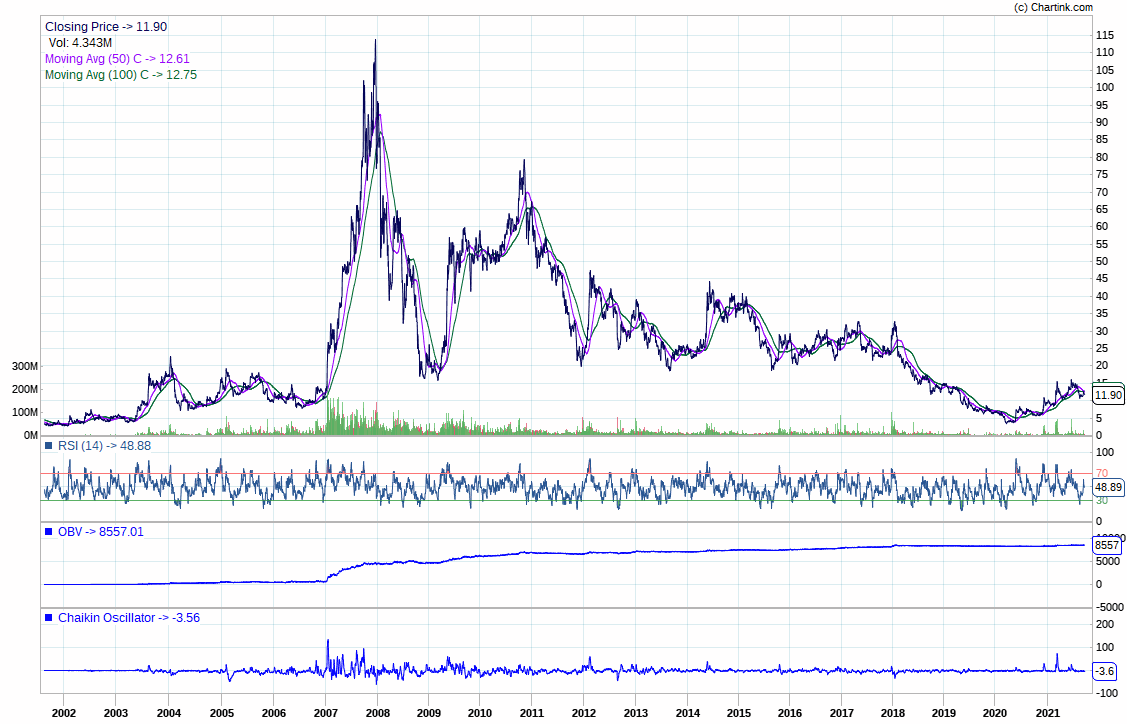 (c) Chartink.com
Closing Price -> 11.90
Vol: 4.343M
Moving Avg (50) C -> 12.61
Moving Avg (100) C -> 12.75
115
110
105
100
95
90
85
80
75
70
65
60
55
50
45
40
35
30
25
20
11.90
5
0
300M
200M
100M
0M
RSI (14) -> 48.88
100
70
48.89
30
0
OBV -> 8557.01
10000
8557
5000
0
-5000
Chaikin Oscillator -> -3.56
200
100
-3.6
-100
2002 2003 2004 2005 2006 2007 2008 2009 2010 2011 2012 2013 2014 2015 2016 2017 2018 2019 2020 2021